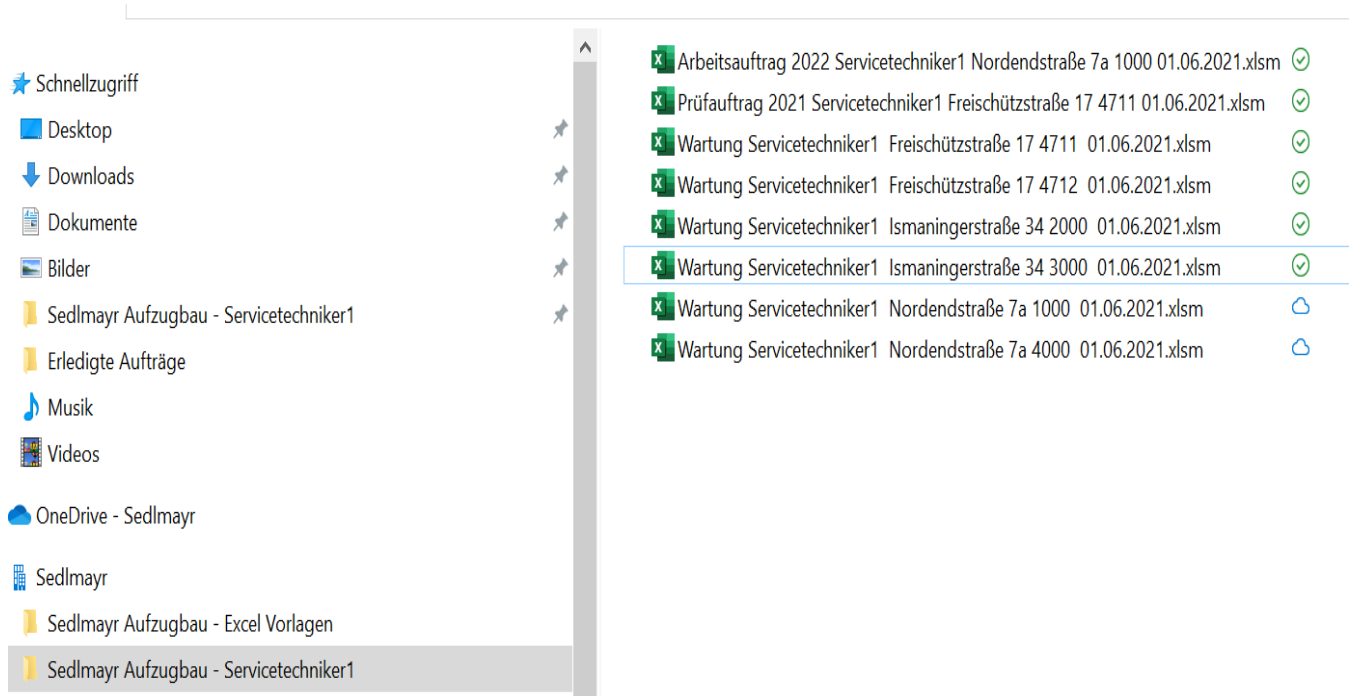 Schnellzugriff
Desktop
Downloads
Dokumente
Bilder
Sedlmayr Aufzugbau - Servicetechniker1
Erledigte Aufträge
Musik
Videos
OneDrive - Sedlmayr
Sedlmayr
Sedlmayr Aufzugbau - Excel Vorlagen
Sedlmayr Aufzugbau - Servicetechniker1
Arbeitsauftrag 2022 Servicetechniker1 Nordendstraße 7a 1000 01.06.2021.xlsm
Prüfauftrag 2021 Servicetechniker1 Freischützstraße 17 4711 01.06.2021.xlsm
Wartung Servicetechniker1  Freischützstraße 17 4711  01.06.2021.xlsm
Wartung Servicetechniker1  Freischützstraße 17 4712  01.06.2021.xlsm
Wartung Servicetechniker1  Ismaningerstraße 34 2000  01.06.2021.xlsm
Wartung Servicetechniker1  Ismaningerstraße 34 3000  01.06.2021.xlsm
Wartung Servicetechniker1  Nordendstraße 7a 1000  01.06.2021.xlsm
Wartung Servicetechniker1  Nordendstraße 7a 4000  01.06.2021.xlsm